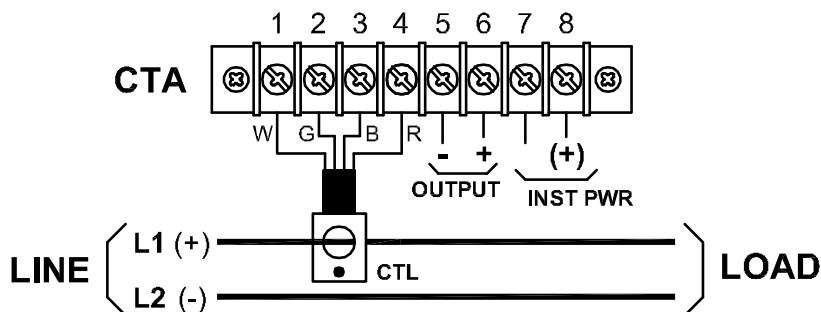 1 2 3 4 5 6 7 8
CTA
W G B R
- + (+)
OUTPUT INST PWR
L1 (+)
CTL
LINE LOAD
L2 (-)